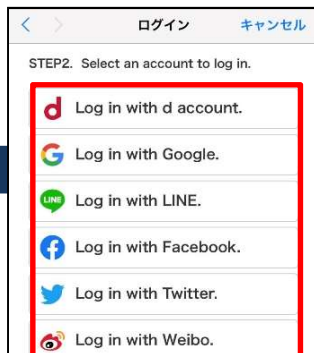 ログイン キャンセル
STEP2. Select an account to log in.
d Log in with d account.
Log in with Google.
LINE Log in with LINE.
Log in with Facebook.
Log in with Twitter.
Log in with Weibo.